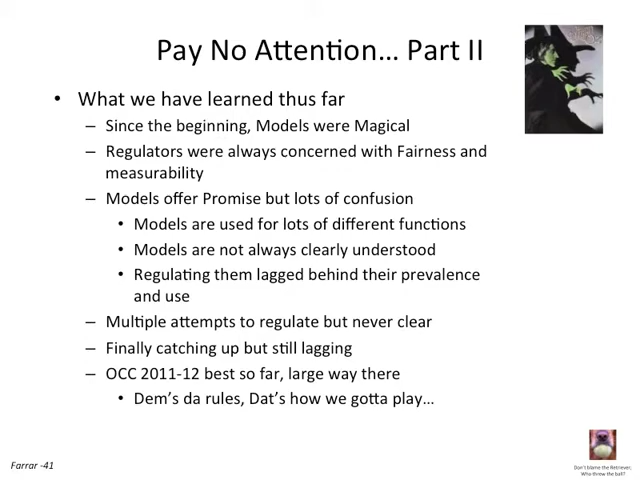 Pay No Attention... Part II
• What we have learned thus far
– Since the beginning, Models were Magical
– Regulators were always concerned with Fairness and
measurability
– Models offer Promise but lots of confusion
• Models are used for lots of different functions
• Models are not always clearly understood
• Regulating them lagged behind their prevalence
and use
– Multiple attempts to regulate but never clear
– Finally catching up but still lagging
– OCC 2011-12 best so far, large way there
• Dem's da rules, Dat's how we gotta play...
Farrar -41
Don't blame the Retriever,
Who threw the ball?